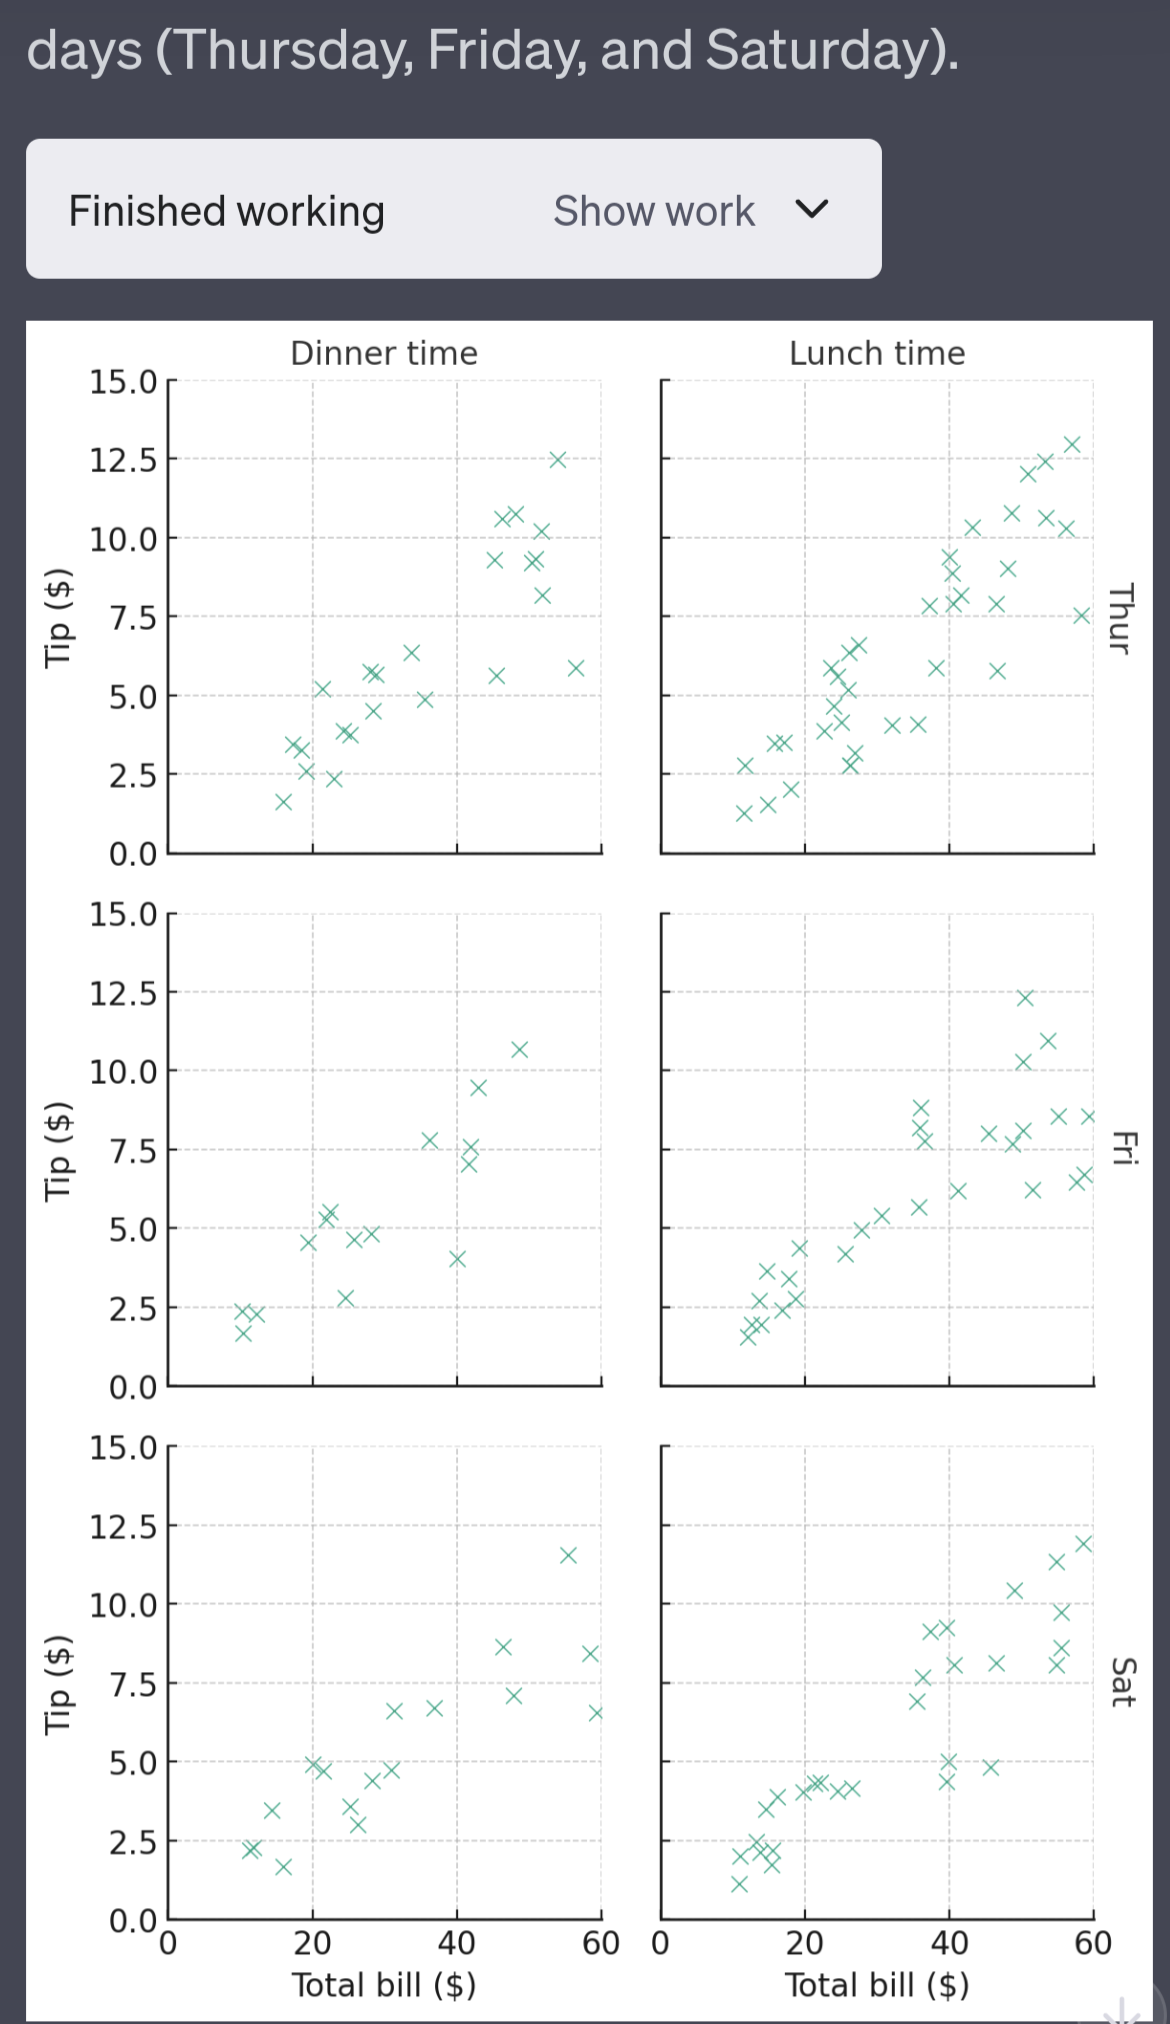 days (Thursday, Friday, and Saturday).
Finished working Show work
Dinner time Lunch time
15.0
12.5
10.0
7.5
5.0
2.5
0.0
Tip ($)
Thur
15.0
12.5
10.0
7.5
5.0
2.5
0.0
Tip ($)
Fri
15.0
12.5
10.0
7.5
5.0
2.5
0.0
Tip ($)
Sat
0 20 40 60 0 20 40 60
Total bill ($) Total bill ($)